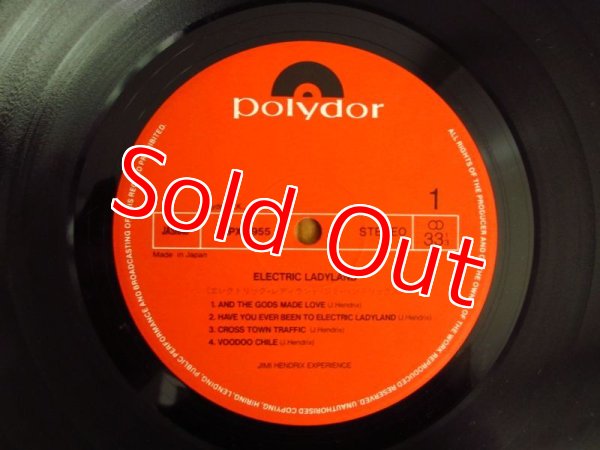 polydor
Sold Out
1
STEREO
33 1
Made in Japan
ELECTRIC LADYLAND
1. AND THE GODS MADE LOVE (J.Hendrix)
2. HAVE YOU EVER BEEN TO ELECTRIC LADYLAND (J.Hendrix)
3. CROSS TOWN TRAFFIC (J.Hendrix)
4. VOODOO CHILE (J.Hendrix)
JIMI HENDRIX EXPERIENCE
ALL RIGHTS OF THE PRODUCER AND OF THE OWNER OF THE WORK REPRODUCED RESERVED. UNAUTHORISED COPYING, HIRING, LENDING, PUBLIC PERFORMANCE AND BROADCASTING OF THIS RECORD PROHIBITED.